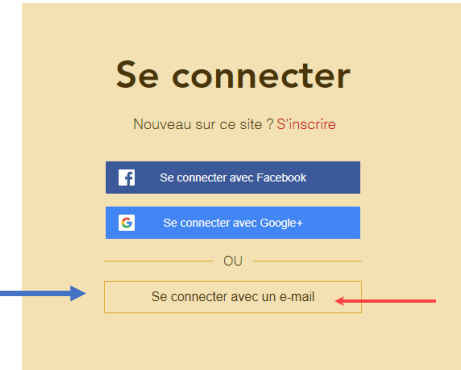 Se connecter
Nouveau sur ce site ? S'inscrire
Se connecter avec Facebook
Se connecter avec Google+
OU
Se connecter avec un e-mail